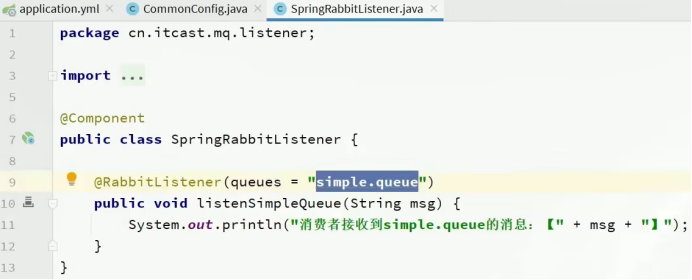 application.yml × CommonConfig.java × SpringRabbitListener.java ×
1 package cn.itcast.mq.listener;
2
3 import ...
5
6 @Component
7 public class SpringRabbitListener {
8
9 @RabbitListener(queues = "simple.queue")
10 public void listenSimpleQueue(String msg) {
11 System.out.println("消费者接收到simple.queue的消息：【" + msg + "】");
12 }
13 }